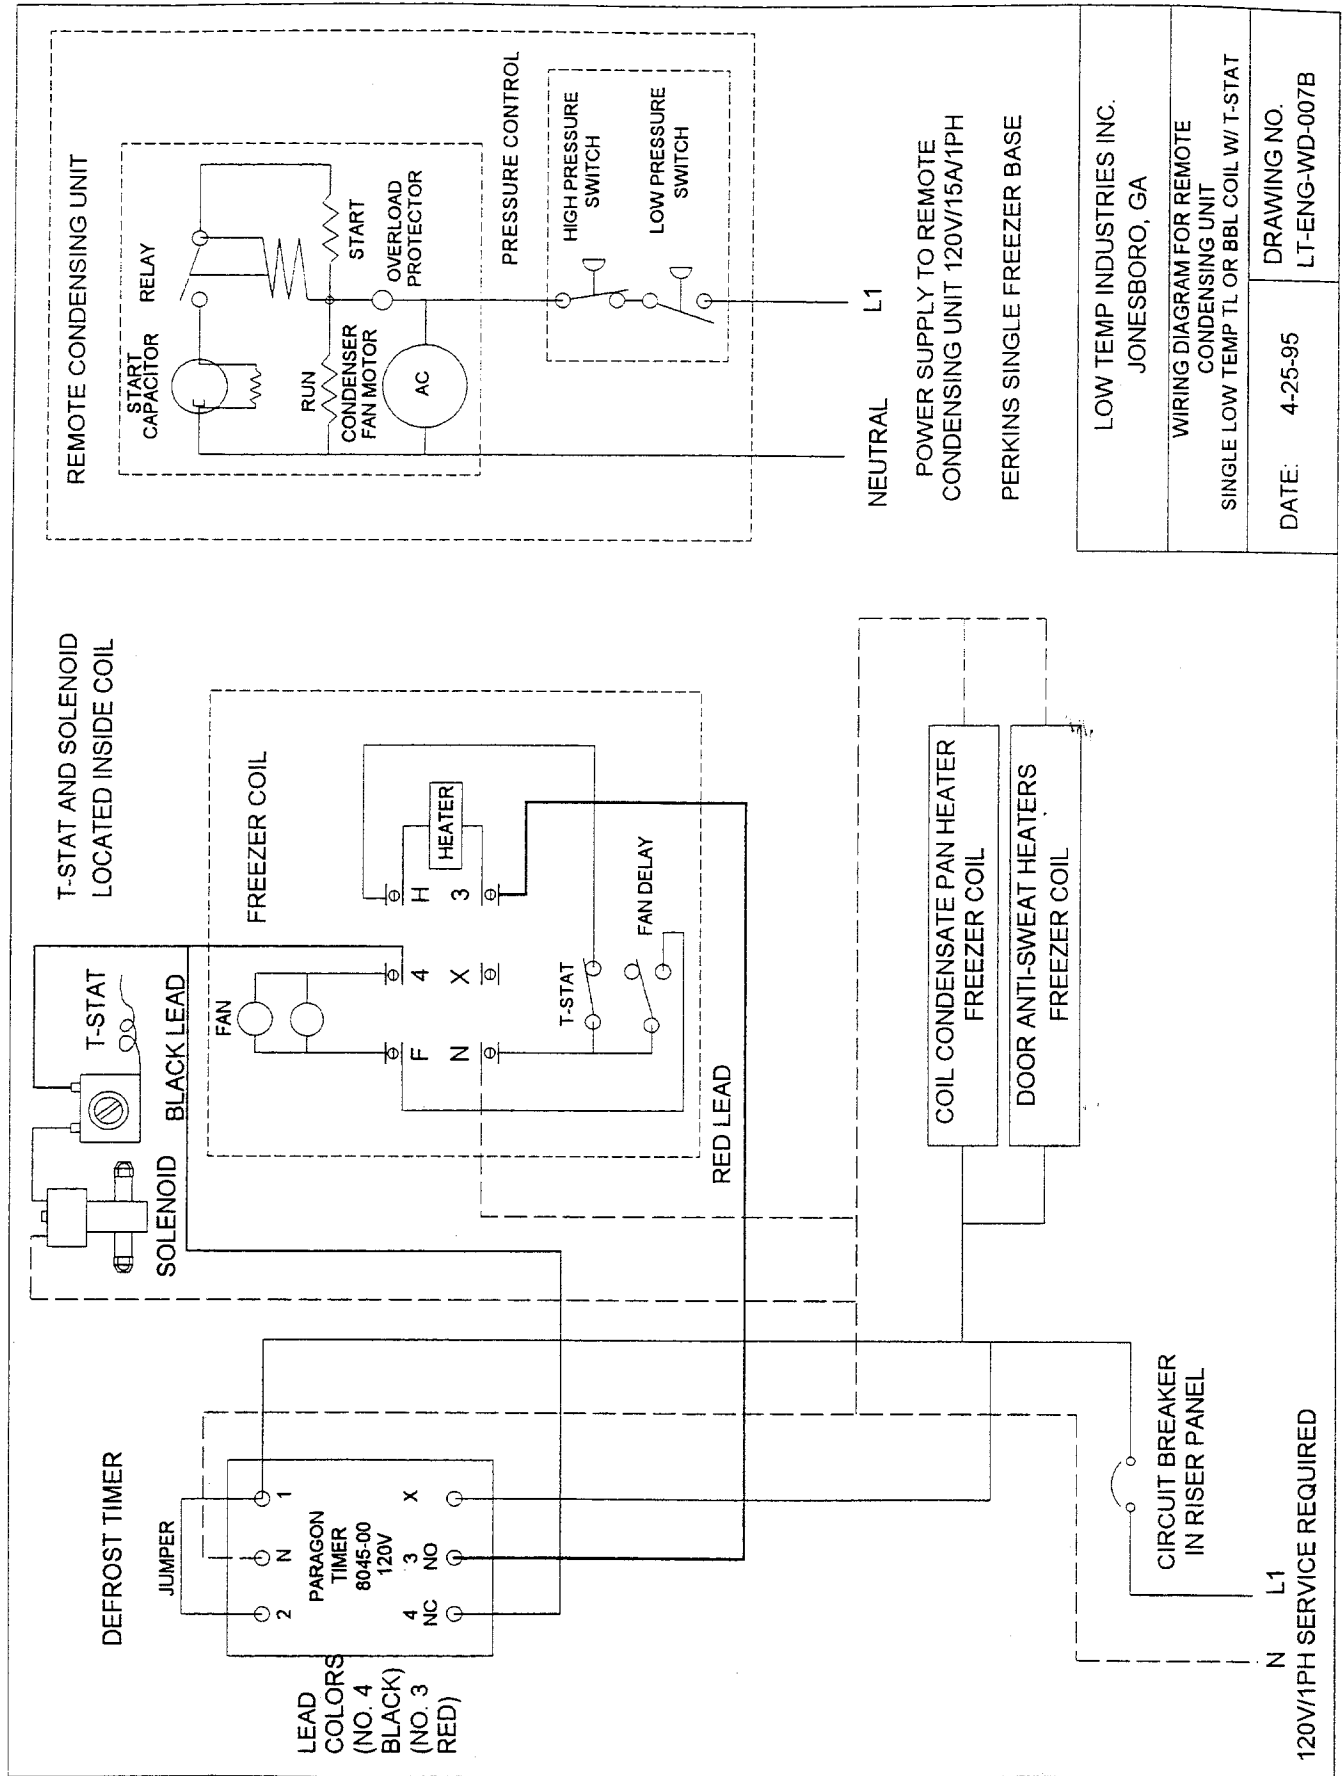 DEFROST TIMER
JUMPER
2
N
1
PARAGON
TIMER
8045-00
120V
4
3
X
NC
NO
LEAD
COLORS
(NO. 4
BLACK)
(NO. 3
RED)
T-STAT AND SOLENOID
LOCATED INSIDE COIL
T-STAT
SOLENOID
BLACK LEAD
FREEZER COIL
FAN
F
4
H
N
X
3
HEATER
T-STAT
FAN DELAY
RED LEAD
COIL CONDENSATE PAN HEATER
FREEZER COIL
DOOR ANTI-SWEAT HEATERS
FREEZER COIL
CIRCUIT BREAKER
IN RISER PANEL
N
L1
120V/1PH SERVICE REQUIRED
REMOTE CONDENSING UNIT
START
CAPACITOR
RELAY
RUN
START
CONDENSER
FAN MOTOR
OVERLOAD
PROTECTOR
AC
PRESSURE CONTROL
HIGH PRESSURE
SWITCH
LOW PRESSURE
SWITCH
NEUTRAL
L1
POWER SUPPLY TO REMOTE
CONDENSING UNIT 120V/15A/1PH
PERKINS SINGLE FREEZER BASE
LOW TEMP INDUSTRIES INC.
JONESBORO, GA
WIRING DIAGRAM FOR REMOTE
CONDENSING UNIT
SINGLE LOW TEMP TL OR BBL COIL W/ T-STAT
DATE: 4-25-95
DRAWING NO.
LT-ENG-WD-007B